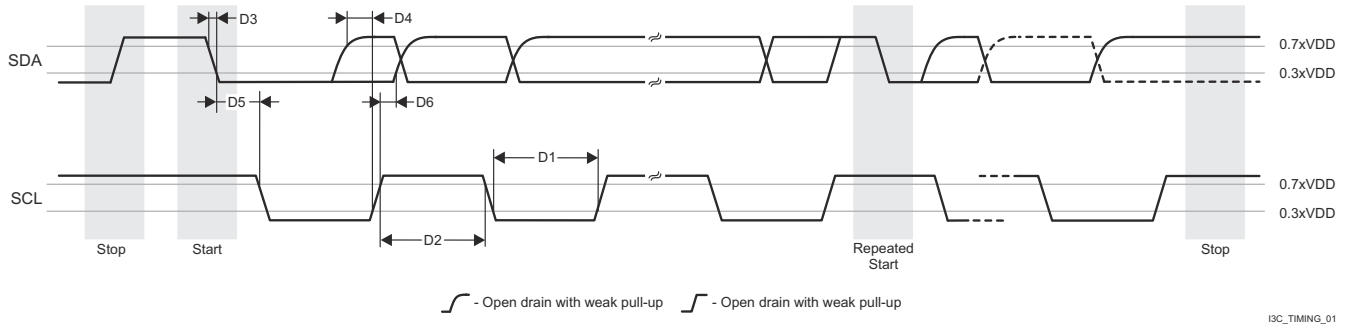 D3
D4
SDA
0.7xVDD
0.3xVDD
D5
D6
D1
SCL
0.7xVDD
0.3xVDD
D2
Stop
Start
Repeated
Start
Stop
- Open drain with weak pull-up
- Open drain with weak pull-up
I3C_TIMING_01